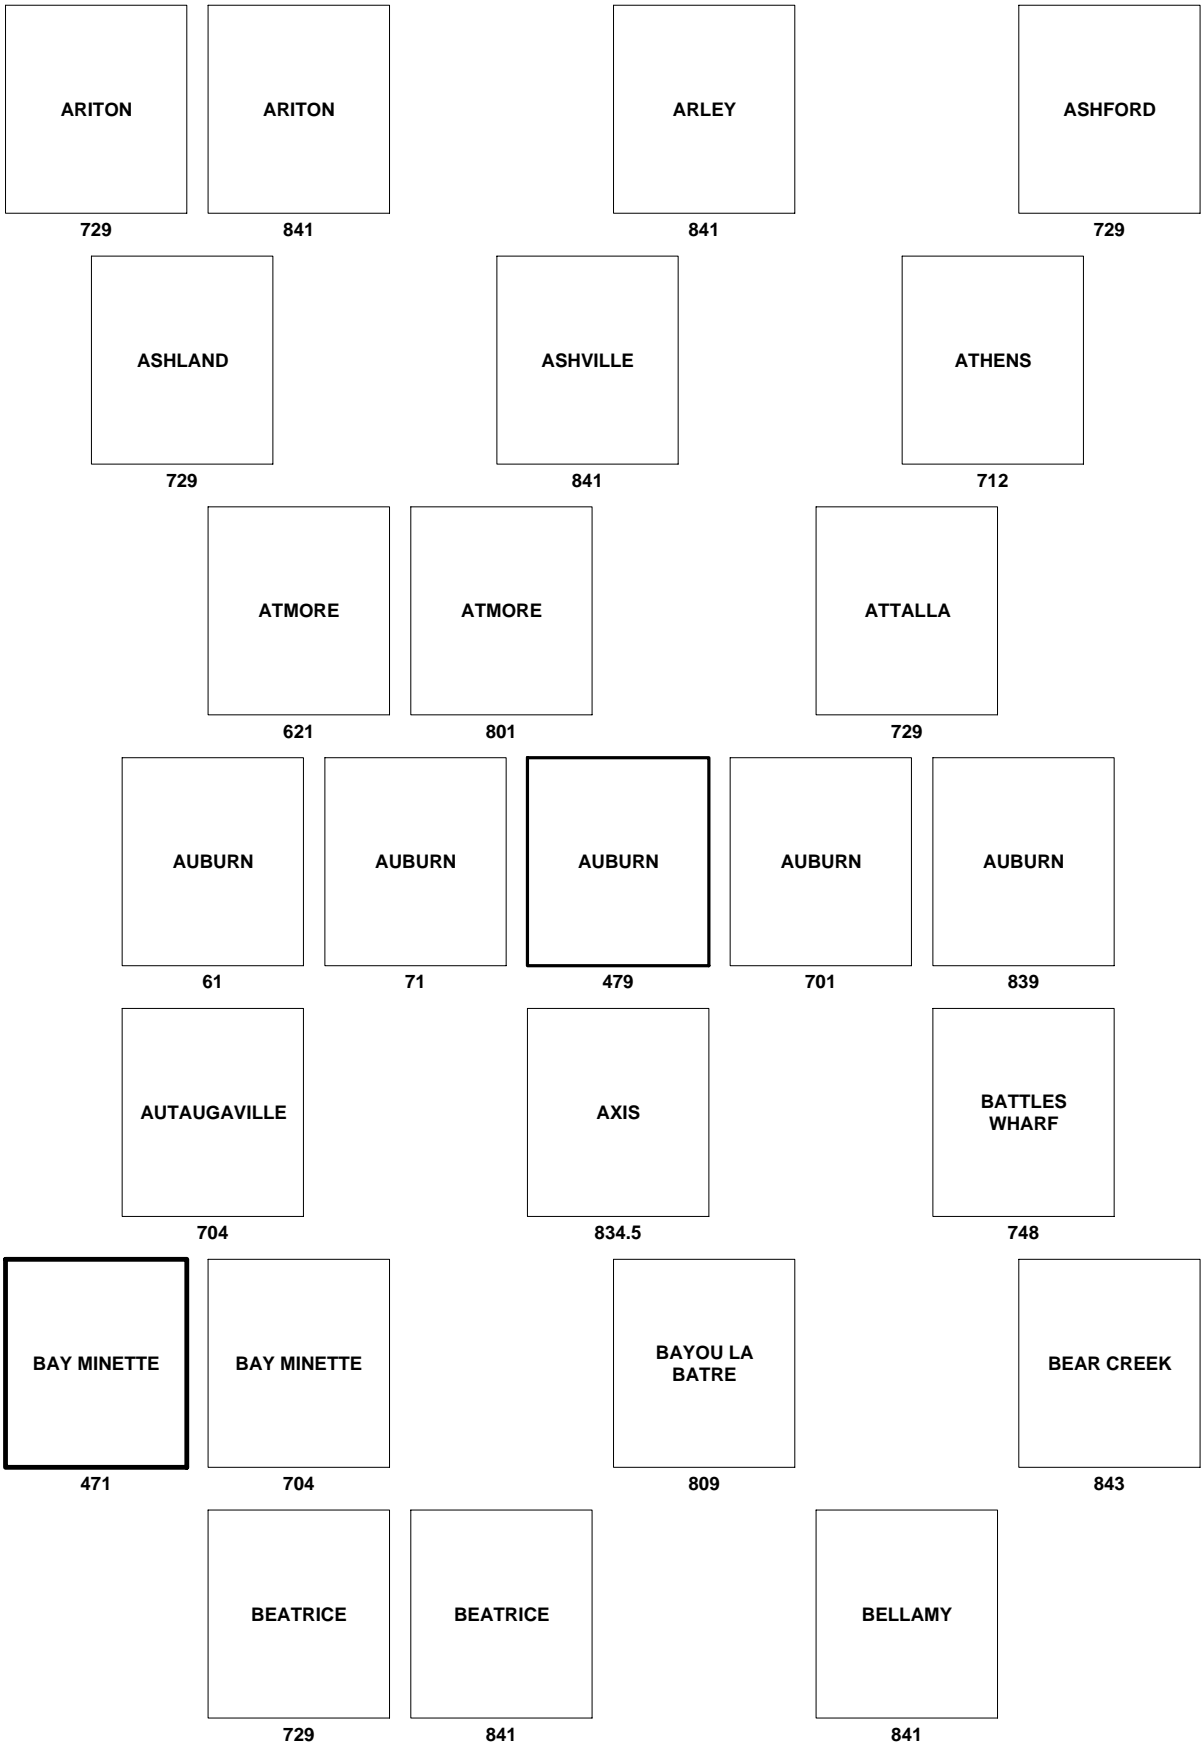 ARITON ARITON ARLEY ASHFORD
729 841 841 729
ASHLAND ASHVILLE ATHENS
729 841 712
ATMORE ATMORE ATTALLA
621 801 729
AUBURN AUBURN AUBURN AUBURN AUBURN
61 71 479 701 839
AUTAUGAVILLE AXIS BATTLES
WHARF
704 834.5 748
BAY MINETTE BAY MINETTE BAYOU LA
BATRE BEAR CREEK
471 704 809 843
BEATRICE BEATRICE BELLAMY
729 841 841